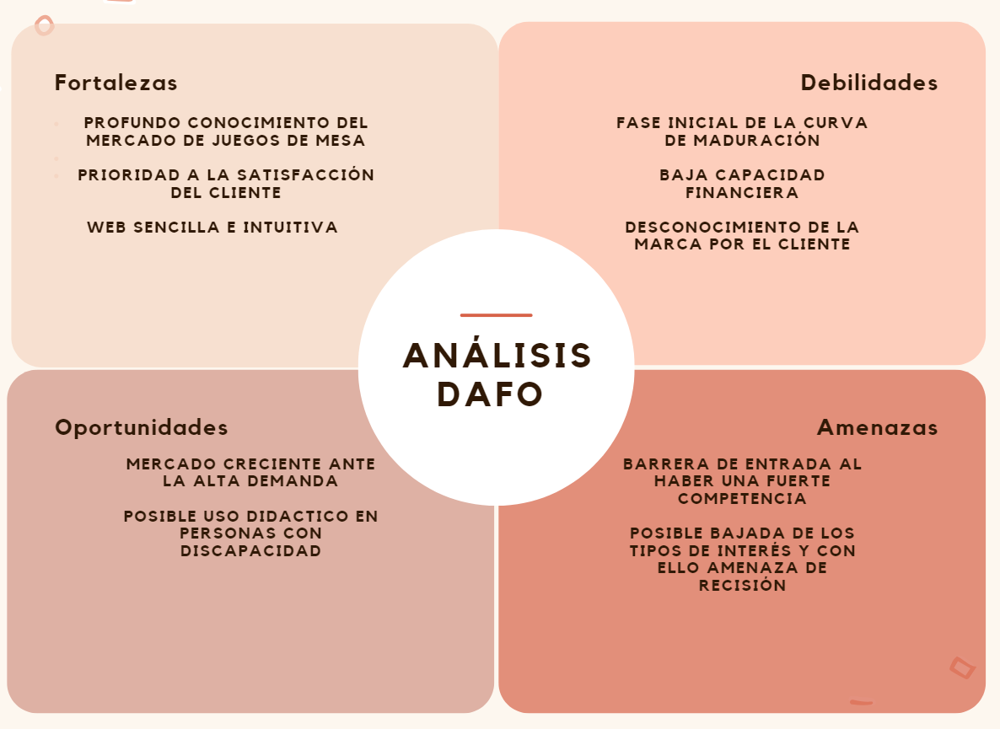 Fortalezas
PROFUNDO CONOCIMIENTO DEL
MERCADO DE JUEGOS DE MESA
PRIORIDAD A LA SATISFACCIÓN
DEL CLIENTE
WEB SENCILLA E INTUITIVA
Debilidades
FASE INICIAL DE LA CURVA
DE MADURACIÓN
BAJA CAPACIDAD
FINANCIERA
DESCONOCIMIENTO DE LA
MARCA POR EL CLIENTE
ANÁLISIS
DAFO
Oportunidades
MERCADO CRECIENTE ANTE
LA ALTA DEMANDA
POSIBLE USO DIDACTICO EN
PERSONAS CON
DISCAPACIDAD
Amenazas
BARRERA DE ENTRADA AL
HABER UNA FUERTE
COMPETENCIA
POSIBLE BAJADA DE LOS
TIPOS DE INTERÉS Y CON
ELLO AMENAZA DE
RECISIÓN